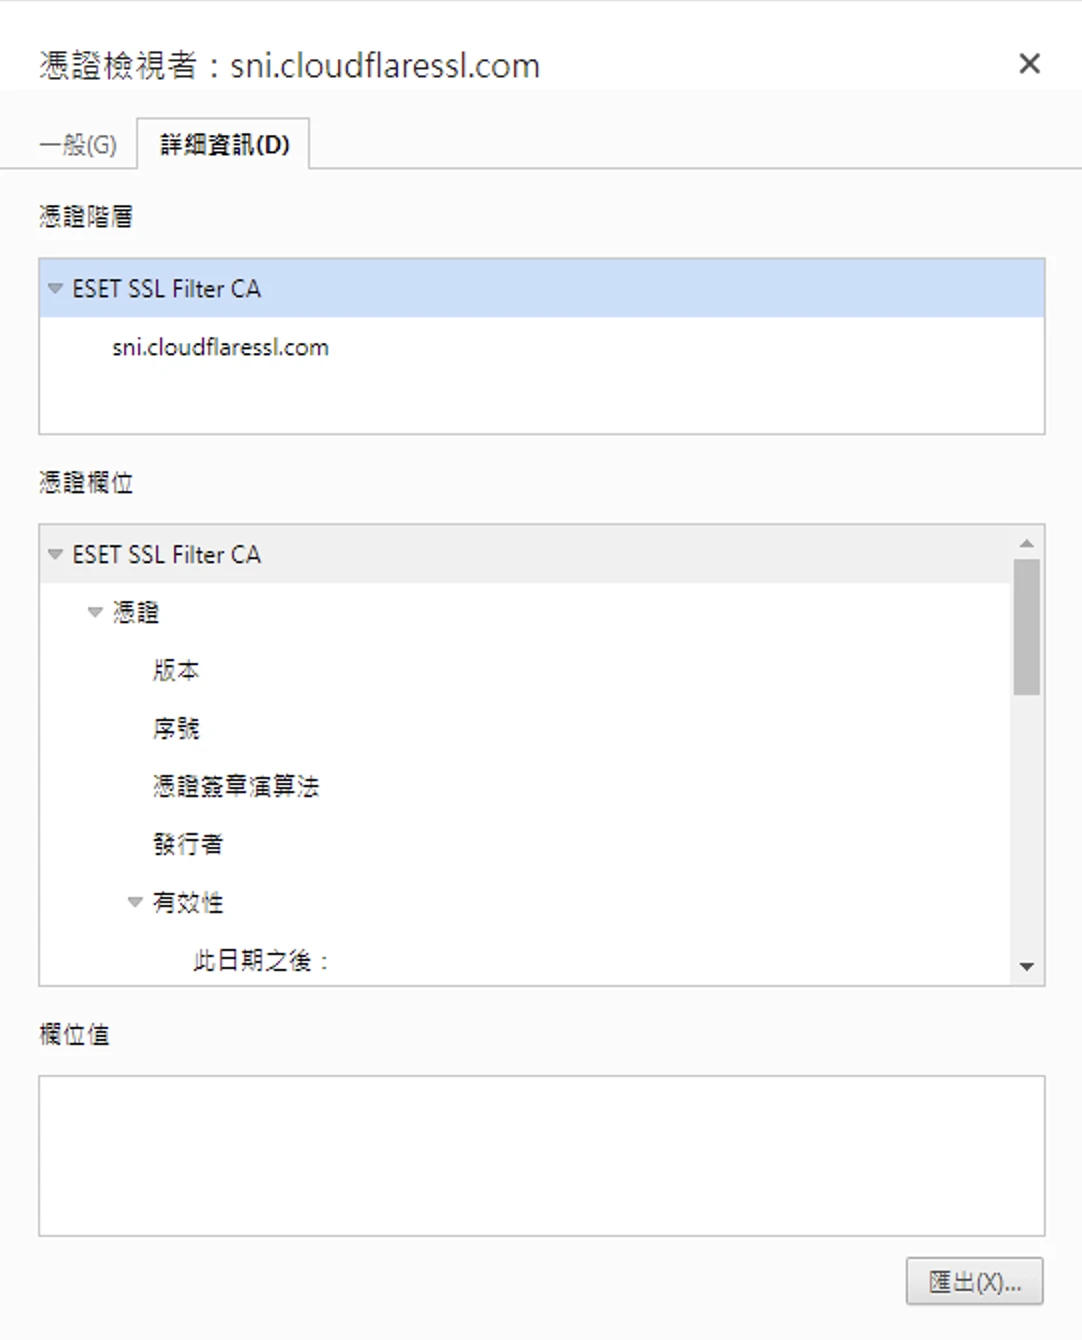 憑證檢視者：sni.cloudflaressl.com
一般(G) 詳細資訊(D)
憑證階層
ESET SSL Filter CA
sni.cloudflaressl.com
憑證欄位
ESET SSL Filter CA
憑證
版本
序號
憑證簽章演算法
發行者
有效性
此日期之後：
欄位值
匯出(X)...